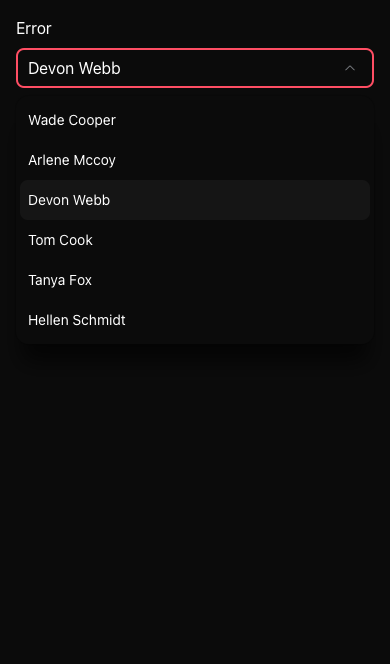 Error
Devon Webb
Wade Cooper
Arlene Mccoy
Devon Webb
Tom Cook
Tanya Fox
Hellen Schmidt